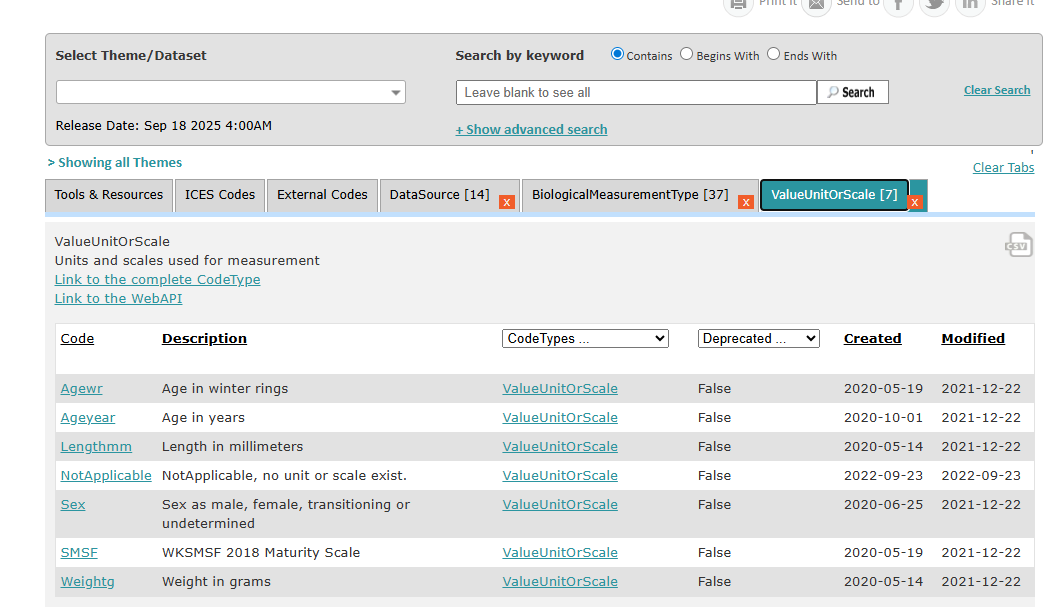 Print it Send to Share it
Select Theme/Dataset
Search by keyword Contains Begins With Ends With
Leave blank to see all Search Clear Search
Release Date: Sep 18 2025 4:00AM
+ Show advanced search
> Showing all Themes
Clear Tabs
Tools & Resources ICES Codes External Codes DataSource [14] x BiologicalMeasurementType [37] x ValueUnitOrScale [7] x
ValueUnitOrScale
CSV
Units and scales used for measurement
Link to the complete CodeType
Link to the WebAPI
Code Description CodeTypes ... Deprecated ... Created Modified
Agewr Age in winter rings ValueUnitOrScale False 2020-05-19 2021-12-22
Ageyear Age in years ValueUnitOrScale False 2020-10-01 2021-12-22
Lengthmm Length in millimeters ValueUnitOrScale False 2020-05-14 2021-12-22
NotApplicable NotApplicable, no unit or scale exist. ValueUnitOrScale False 2022-09-23 2022-09-23
Sex Sex as male, female, transitioning or ValueUnitOrScale False 2020-06-25 2021-12-22
undetermined
SMSF WKSMSF 2018 Maturity Scale ValueUnitOrScale False 2020-05-19 2021-12-22
Weightg Weight in grams ValueUnitOrScale False 2020-05-14 2021-12-22